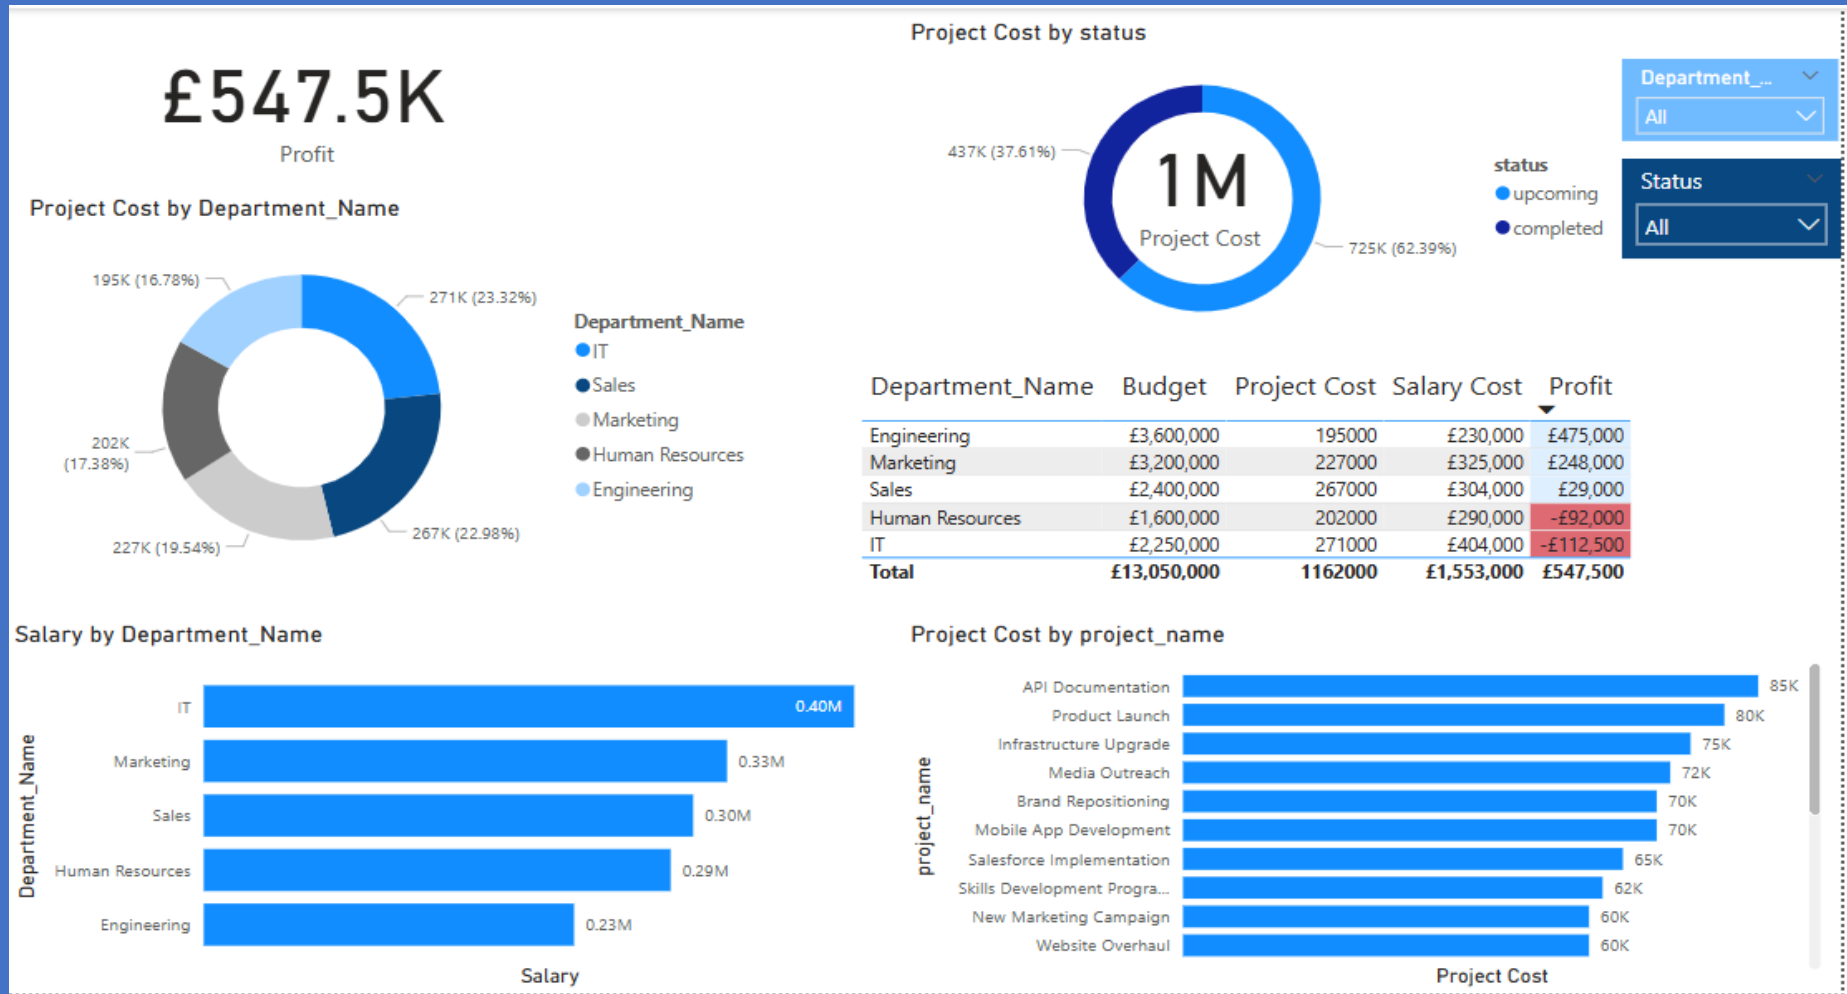 £547.5K
Profit
Project Cost by Department_Name
195K (16.78%)
271K (23.32%)
202K
(17.38%)
227K (19.54%)
267K (22.98%)
Department_Name
IT
Sales
Marketing
Human Resources
Engineering
Project Cost by status
437K (37.61%)
1M
Project Cost
725K (62.39%)
status
upcoming
completed
Department_...
All
Status
All
Department_Name Budget Project Cost Salary Cost Profit
Engineering £3,600,000 195000 £230,000 £475,000
Marketing £3,200,000 227000 £325,000 £248,000
Sales £2,400,000 267000 £304,000 £29,000
Human Resources £1,600,000 202000 £290,000 -£92,000
IT £2,250,000 271000 £404,000 -£112,500
Total £13,050,000 1162000 £1,553,000 £547,500
Salary by Department_Name
Department_Name
IT 0.40M
Marketing 0.33M
Sales 0.30M
Human Resources 0.29M
Engineering 0.23M
Salary
Project Cost by project_name
project_name
API Documentation 85K
Product Launch 80K
Infrastructure Upgrade 75K
Media Outreach 72K
Brand Repositioning 70K
Mobile App Development 70K
Salesforce Implementation 65K
Skills Development Progra... 62K
New Marketing Campaign 60K
Website Overhaul 60K
Project Cost